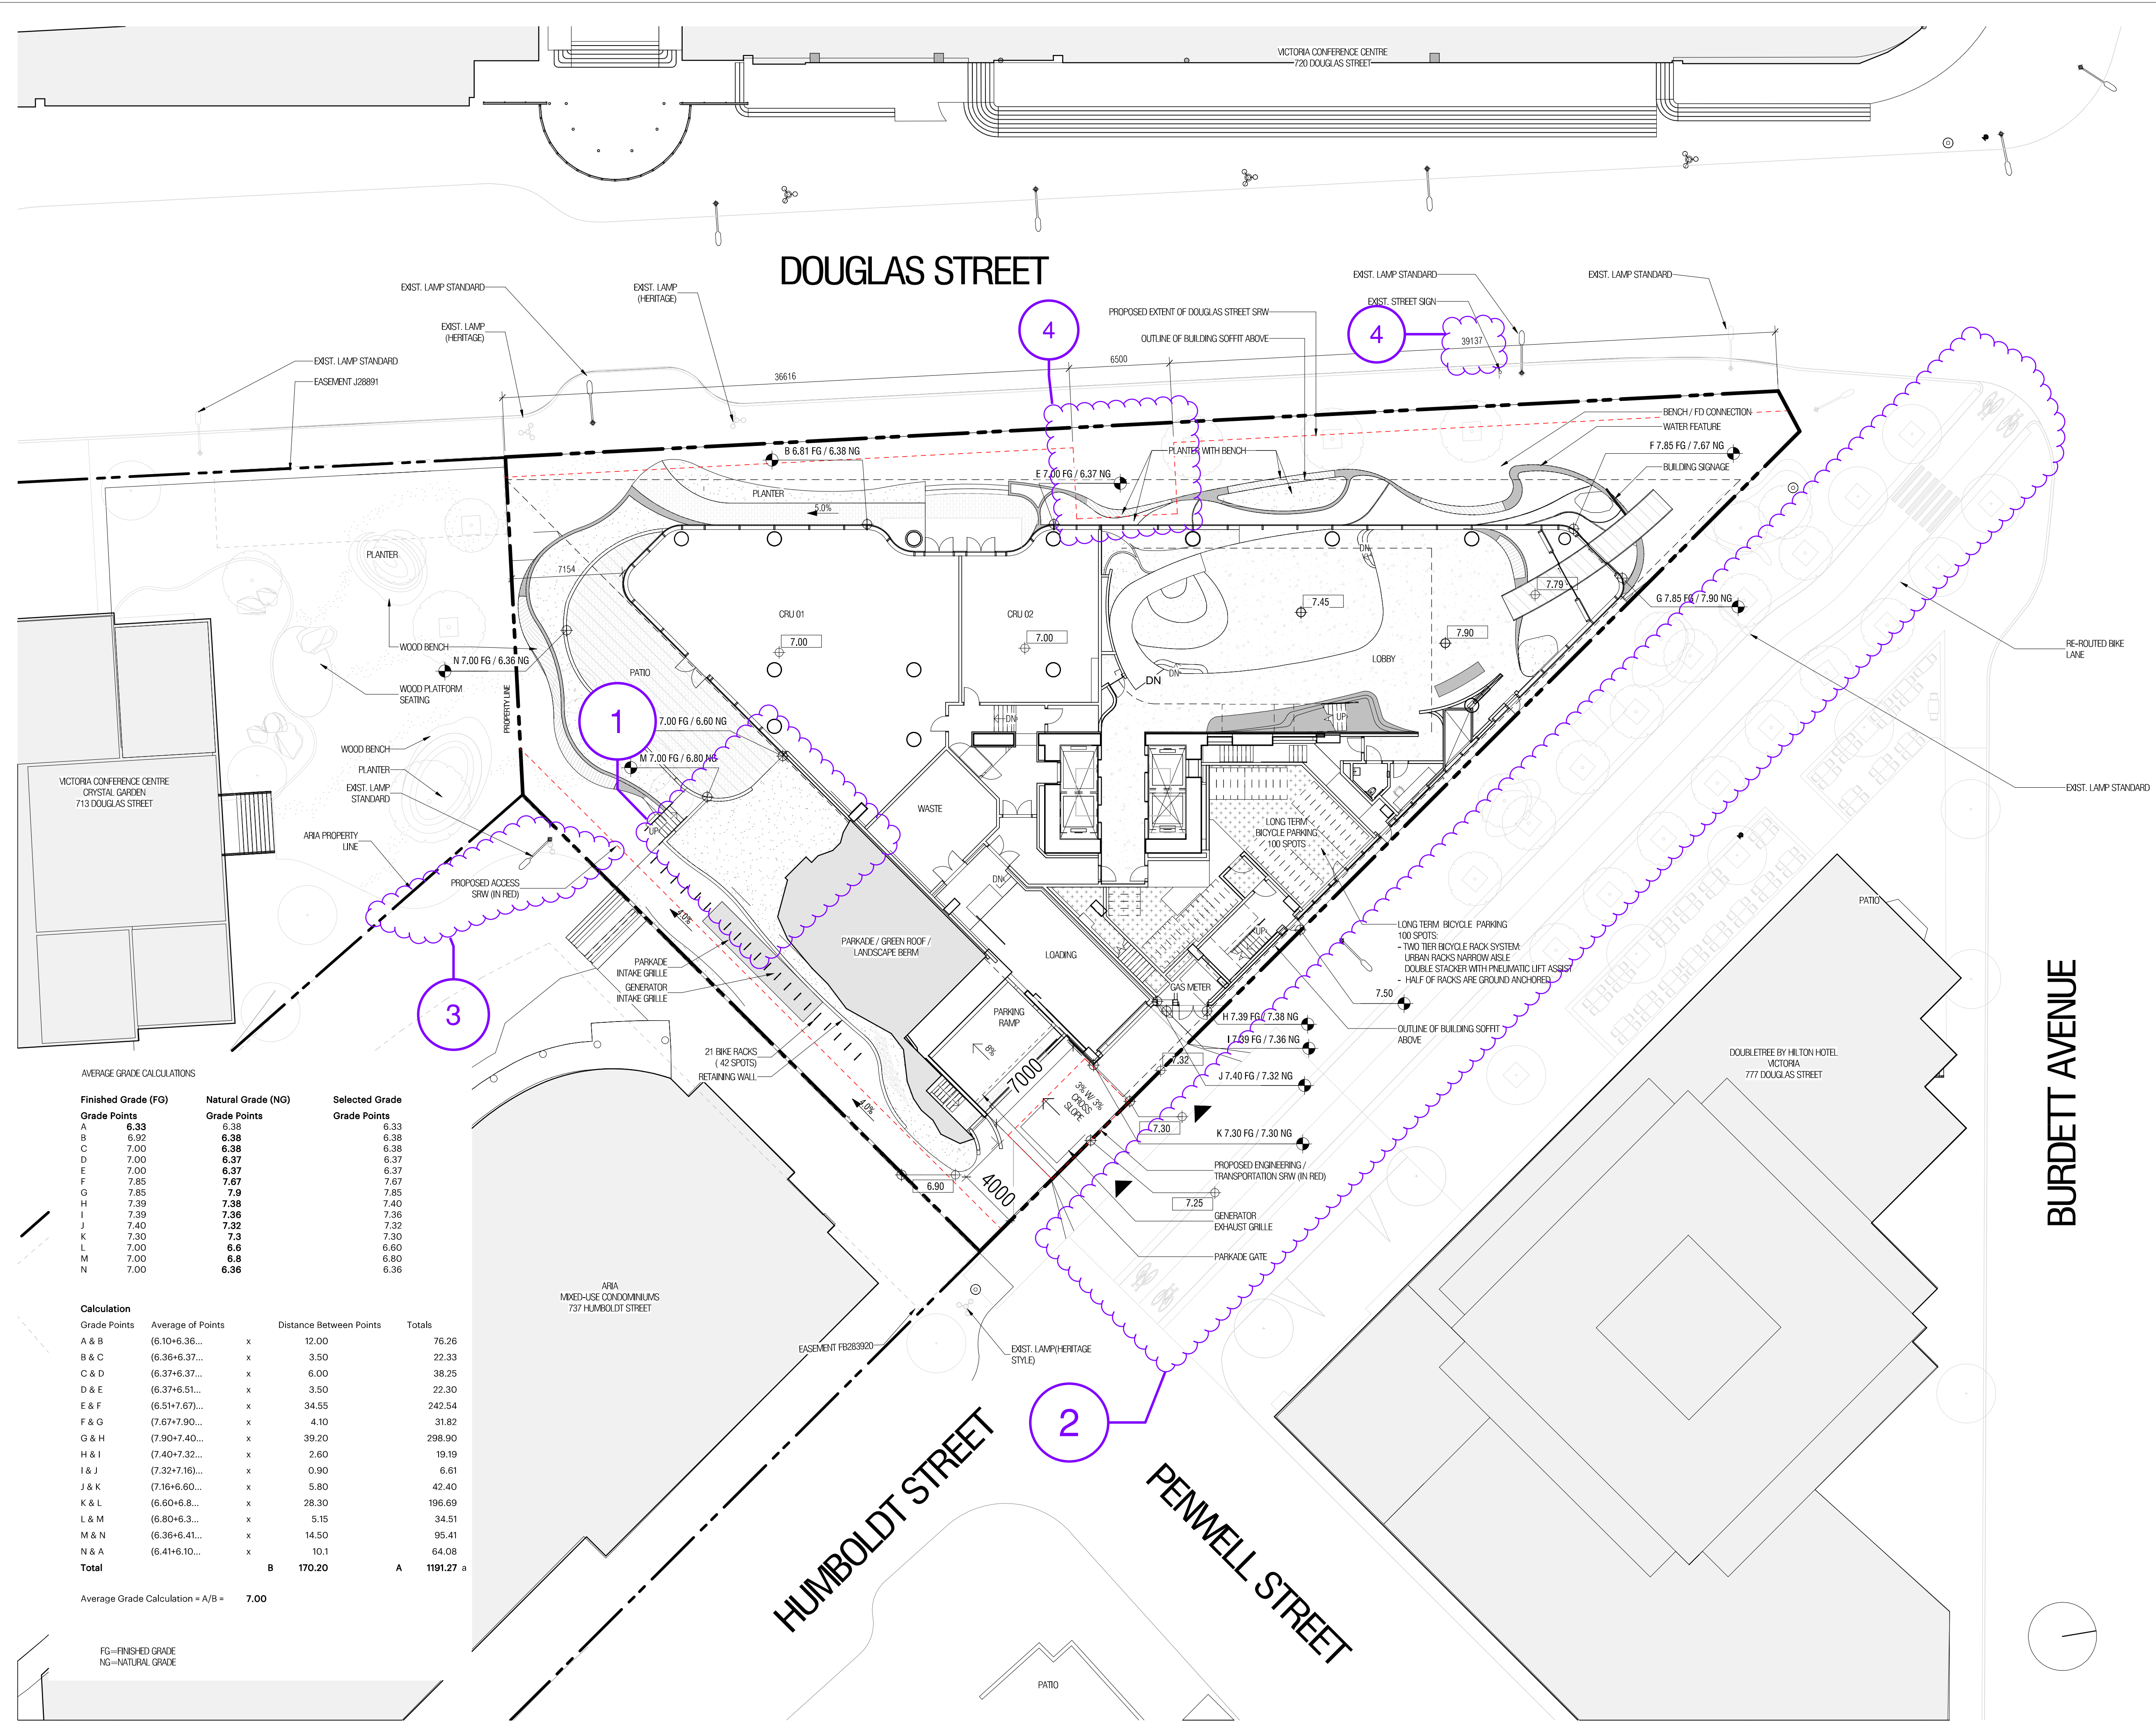 VICTORIA CONFERENCE CENTRE
720 DOUGLAS STREET
DOUGLAS STREET
EXIST. LAMP STANDARD
EXIST. LAMP
(HERITAGE)
EXIST. LAMP
(HERITAGE)
EXIST. LAMP STANDARD
EASEMENT J28891
EXIST. LAMP STANDARD
EXIST. LAMP STANDARD
EXIST. STREET SIGN
PROPOSED EXTENT OF DOUGLAS STREET SRW
OUTLINE OF BUILDING SOFFIT ABOVE
4
4
39137
6500
36616
BENCH / FD CONNECTION
WATER FEATURE
F 7.85 FG / 7.67 NG
BUILDING SIGNAGE
B 6.81 FG / 6.38 NG
PLANTER WITH BENCH
E 7.00 FG / 6.37 NG
PLANTER
5.0%
PLANTER
7154
DN
7.79
G 7.85 FG / 7.90 NG
CRU 01
7.00
CRU 02
7.00
7.45
7.90
LOBBY
RE-ROUTED BIKE
LANE
WOOD BENCH
N 7.00 FG / 6.36 NG
WOOD PLATFORM
SEATING
PATIO
PROPERTY LINE
DN
DN
DN
UP
1
7.00 FG / 6.60 NG
M 7.00 FG / 6.80 NG
WOOD BENCH
PLANTER
EXIST. LAMP
STANDARD
VICTORIA CONFERENCE CENTRE
CRYSTAL GARDEN
713 DOUGLAS STREET
ARIA PROPERTY
LINE
UP
WASTE
LONG TERM
BICYCLE PARKING
100 SPOTS
EXIST. LAMP STANDARD
PROPOSED ACCESS
SRW (IN RED)
DN
4.0%
3
PARKADE / GREEN ROOF /
LANDSCAPE BERM
LOADING
UP
PATIO
LONG TERM BICYCLE PARKING
100 SPOTS:
- TWO TIER BICYCLE RACK SYSTEM:
URBAN RACKS NARROW AISLE
DOUBLE STACKER WITH PNEUMATIC LIFT ASSIST
- HALF OF RACKS ARE GROUND ANCHORED
PARKADE
INTAKE GRILLE
GENERATOR
INTAKE GRILLE
GAS METER
7.50
H 7.39 FG / 7.38 NG
I 7.39 FG / 7.36 NG
OUTLINE OF BUILDING SOFFIT
ABOVE
PARKING
RAMP
8%
21 BIKE RACKS
( 42 SPOTS)
RETAINING WALL
7.32
J 7.40 FG / 7.32 NG
7000
3% W/ 3%
CROSS
SLOPE
4.0%
7.30
K 7.30 FG / 7.30 NG
PROPOSED ENGINEERING /
TRANSPORTATION SRW (IN RED)
6.90
4000
7.25
GENERATOR
EXHAUST GRILLE
PARKADE GATE
DOUBLETREE BY HILTON HOTEL
VICTORIA
777 DOUGLAS STREET
BURDETT AVENUE
ARIA
MIXED-USE CONDOMINIUMS
737 HUMBOLDT STREET
EASEMENT FB283920
EXIST. LAMP(HERITAGE
STYLE)
2
HUMBOLDT STREET
PENWELL STREET
PATIO
AVERAGE GRADE CALCULATIONS
Finished Grade (FG) Natural Grade (NG) Selected Grade
Grade Points Grade Points Grade Points
A 6.33 6.38 6.33
B 6.92 6.38 6.38
C 7.00 6.38 6.38
D 7.00 6.37 6.37
E 7.00 6.37 6.37
F 7.85 7.67 7.67
G 7.85 7.9 7.85
H 7.39 7.38 7.40
I 7.39 7.36 7.36
J 7.40 7.32 7.32
K 7.30 7.3 7.30
L 7.00 6.6 6.60
M 7.00 6.8 6.80
N 7.00 6.36 6.36
Calculation
Grade Points Average of Points Distance Between Points Totals
A & B (6.10+6.36... x 12.00 76.26
B & C (6.36+6.37... x 3.50 22.33
C & D (6.37+6.37... x 6.00 38.25
D & E (6.37+6.51... x 3.50 22.30
E & F (6.51+7.67)... x 34.55 242.54
F & G (7.67+7.90... x 4.10 31.82
G & H (7.90+7.40... x 39.20 298.90
H & I (7.40+7.32... x 2.60 19.19
I & J (7.32+7.16)... x 0.90 6.61
J & K (7.16+6.60... x 5.80 42.40
K & L (6.60+6.8... x 28.30 196.69
L & M (6.80+6.3... x 5.15 34.51
M & N (6.36+6.41... x 14.50 95.41
N & A (6.41+6.10... x 10.1 64.08
Total B 170.20 A 1191.27 a
Average Grade Calculation = A/B = 7.00
FG=FINISHED GRADE
NG=NATURAL GRADE